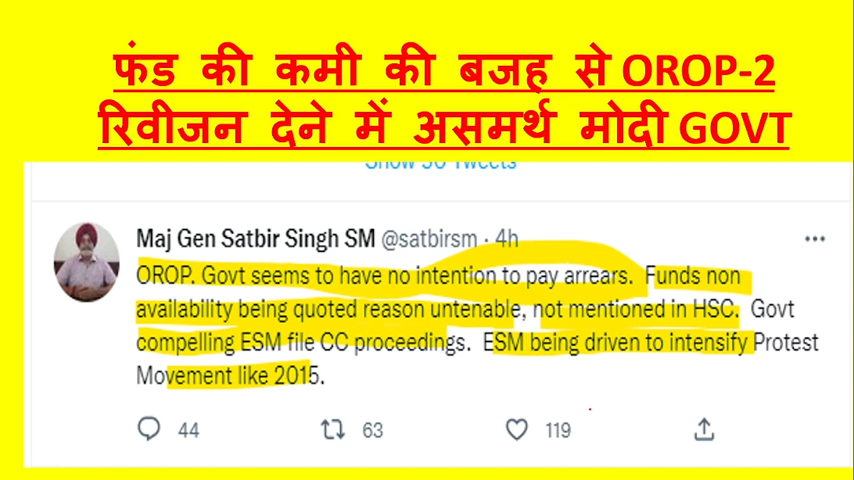 फंड की कमी की बजह से OROP-2
रिवीजन देने में असमर्थ मोदी GOVT
Show 30 Tweets
Maj Gen Satbir Singh SM @satbirsm · 4h
OROP. Govt seems to have no intention to pay arrears. Funds non
availability being quoted reason untenable, not mentioned in HSC. Govt
compelling ESM file CC proceedings. ESM being driven to intensify Protest
Movement like 2015.
44 63 119